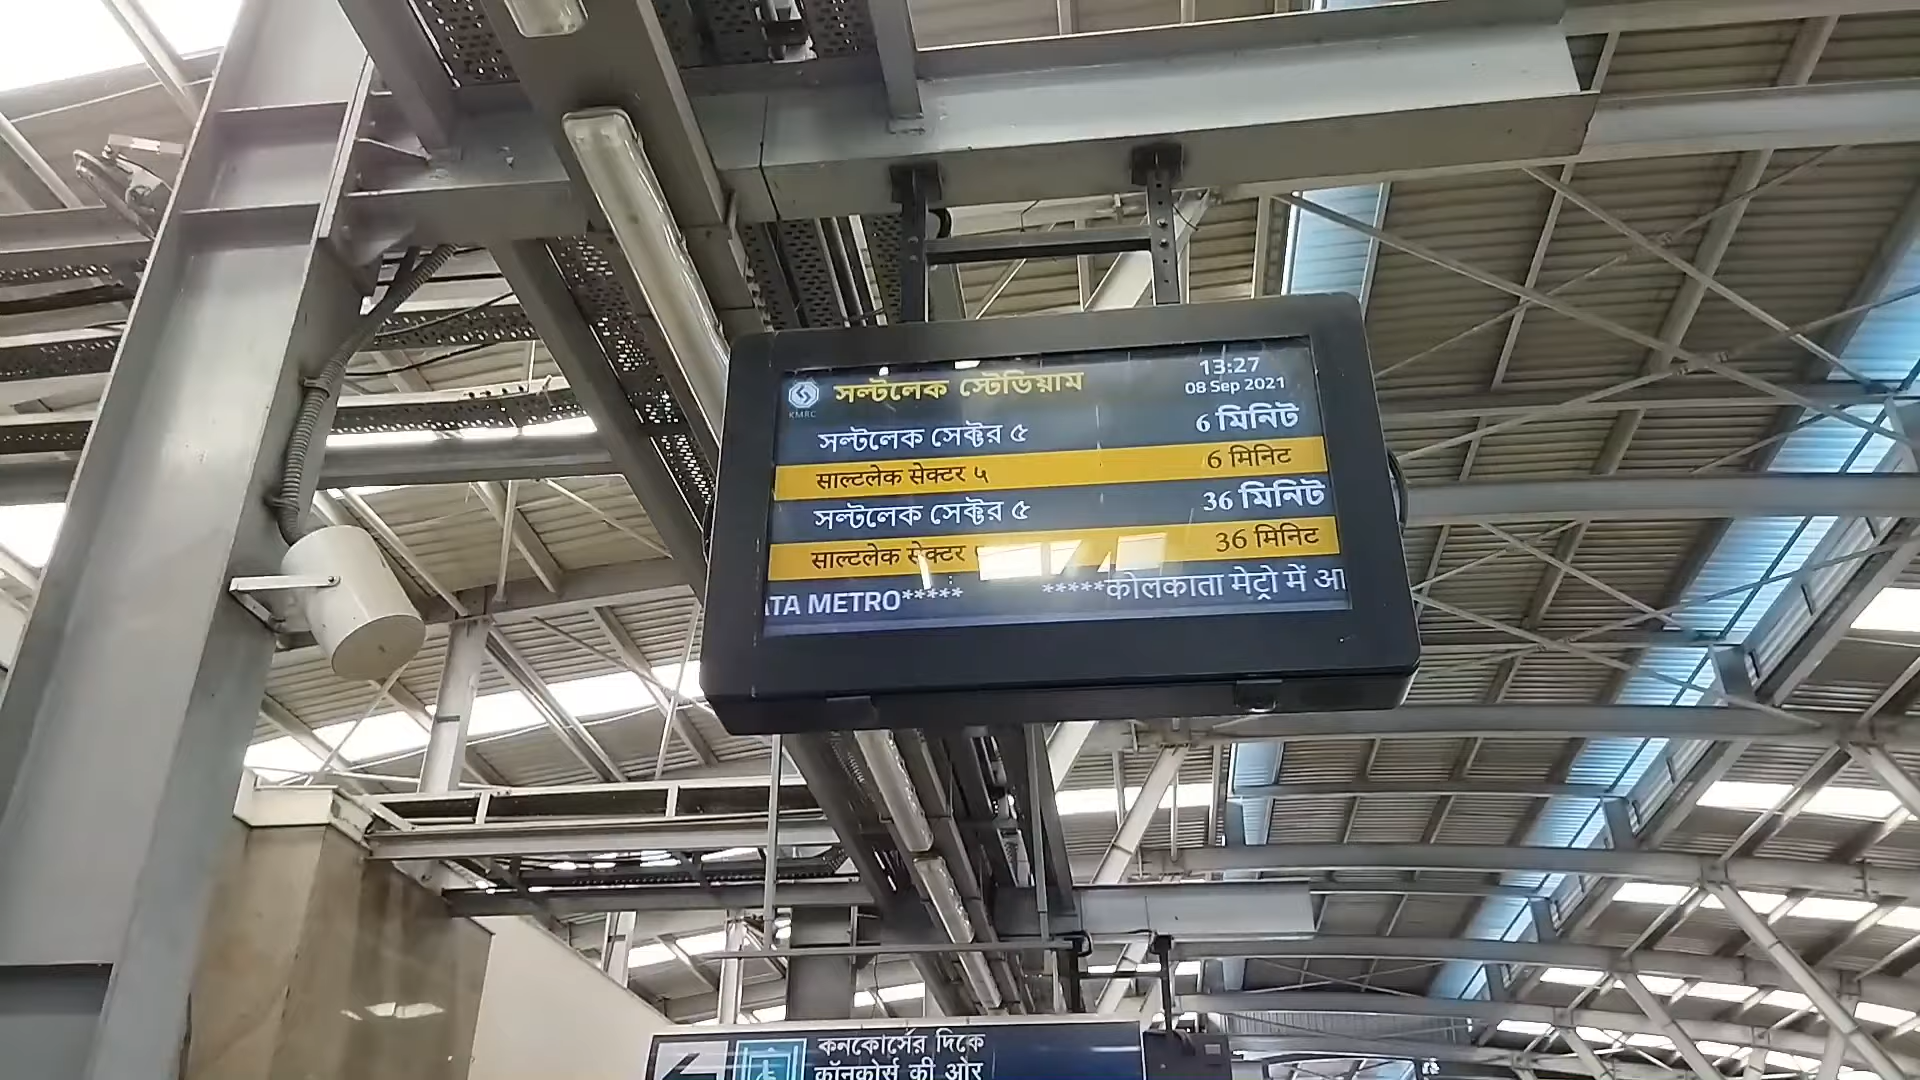 সল্টলেক স্টেডিয়াম
13:27
08 Sep 2021
KMRC
সল্টলেক সেক্টর ৫ 6 মিনিট
साल्टलेक सेक्टर ५ 6 मिनिट
সল্টলেক সেক্টর ৫ 36 মিনিট
साल्टलेक सेक्टर 36 मिनिट
TA METRO***** *****कोलकाता मेट्रो में आ
কনকোর্সের দিকে
कॉनकोर्स की ओर